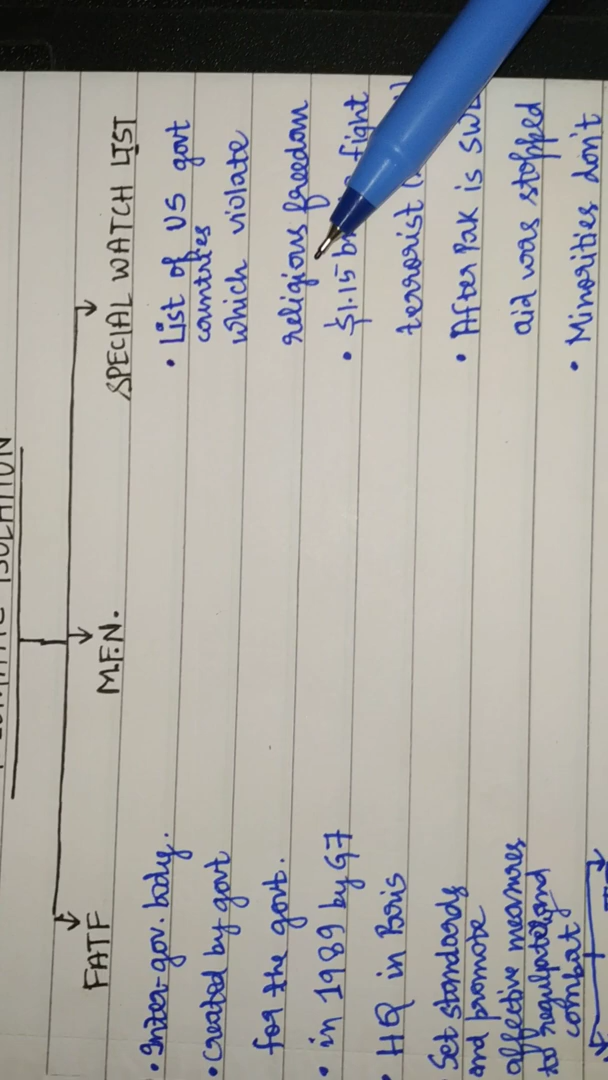 ISOLATION
FATF
• Inter-gov. body.
• Created by govt
for the govt.
• in 1989 by G7
• HQ in Paris
Set standards
and promote
effective measures
to regulate and
combat
M.F.N.
SPECIAL WATCH LIST
• List of US govt
countries
which violate
religious freedom
• $1.15 fight
terrorist
• After Pak is SWL
aid was stopped
• Minorities don't